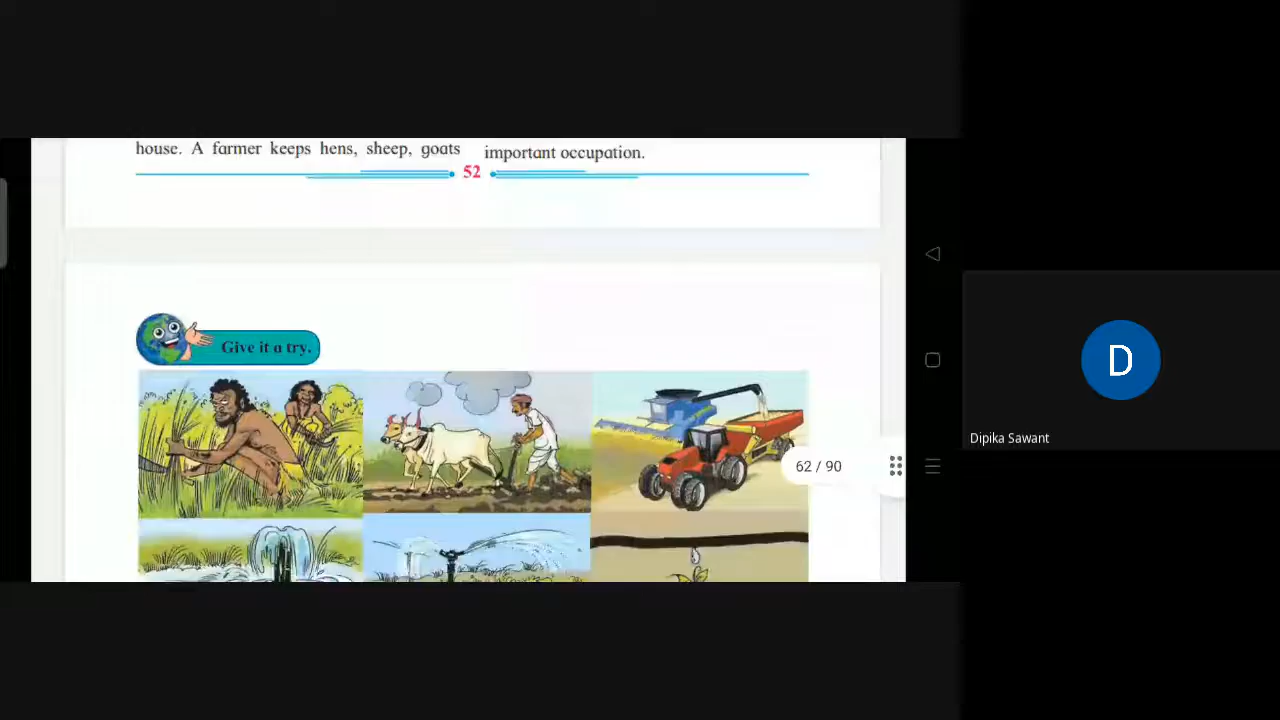 house. A farmer keeps hens, sheep, goats
important occupation.
52
Give it a try.
62 / 90
D
Dipika Sawant